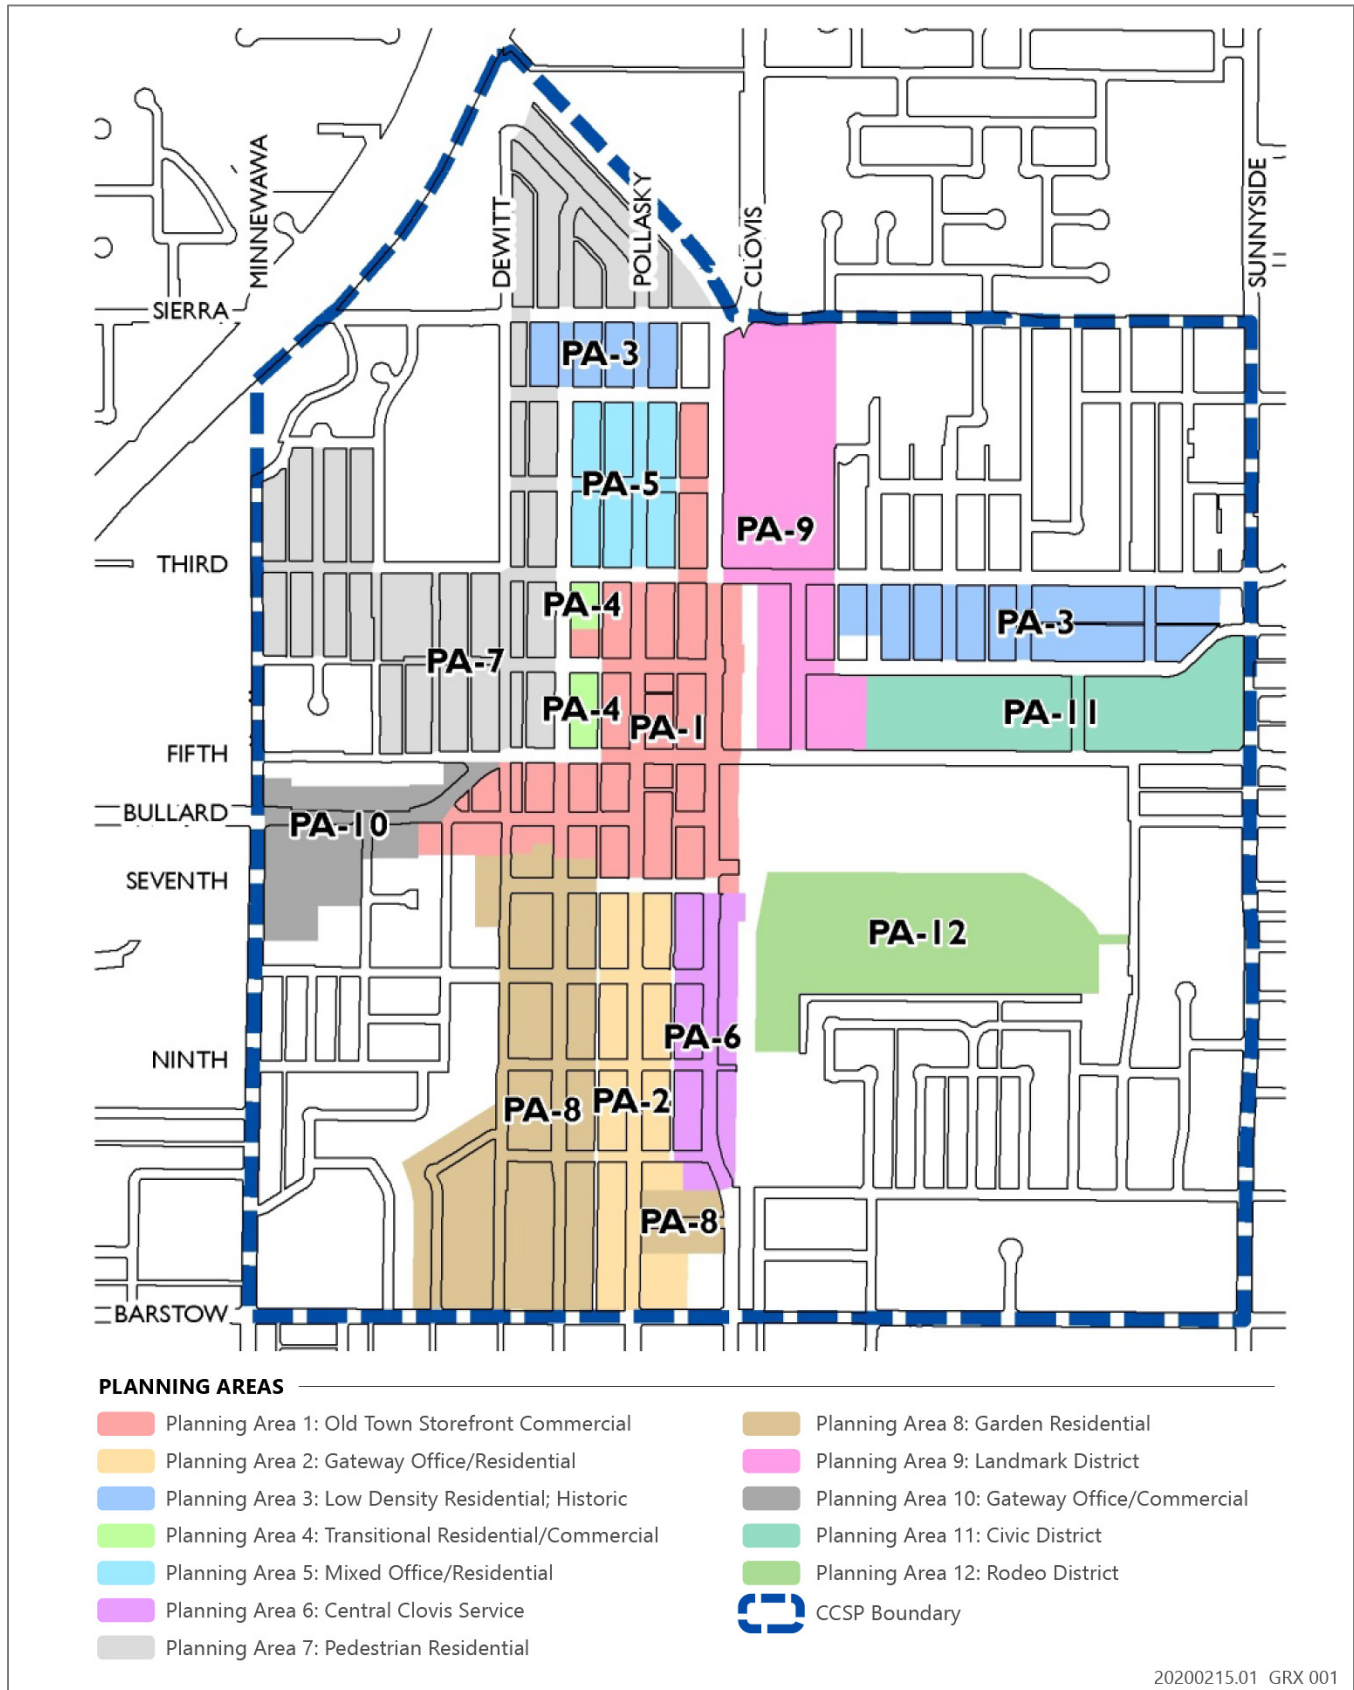 MINNEWAWA
DEWITT
POLLASKY
CLOVIS
SUNNYSIDE
SIERRA
PA-3
PA-5
PA-9
THIRD
PA-4
PA-3
PA-7
PA-4
PA-1
PA-11
FIFTH
BULLARD
PA-10
SEVENTH
PA-12
PA-6
NINTH
PA-8
PA-2
PA-8
BARSTOW
PLANNING AREAS
Planning Area 1: Old Town Storefront Commercial
Planning Area 2: Gateway Office/Residential
Planning Area 3: Low Density Residential; Historic
Planning Area 4: Transitional Residential/Commercial
Planning Area 5: Mixed Office/Residential
Planning Area 6: Central Clovis Service
Planning Area 7: Pedestrian Residential
Planning Area 8: Garden Residential
Planning Area 9: Landmark District
Planning Area 10: Gateway Office/Commercial
Planning Area 11: Civic District
Planning Area 12: Rodeo District
CCSP Boundary
20200215.01 GRX 001